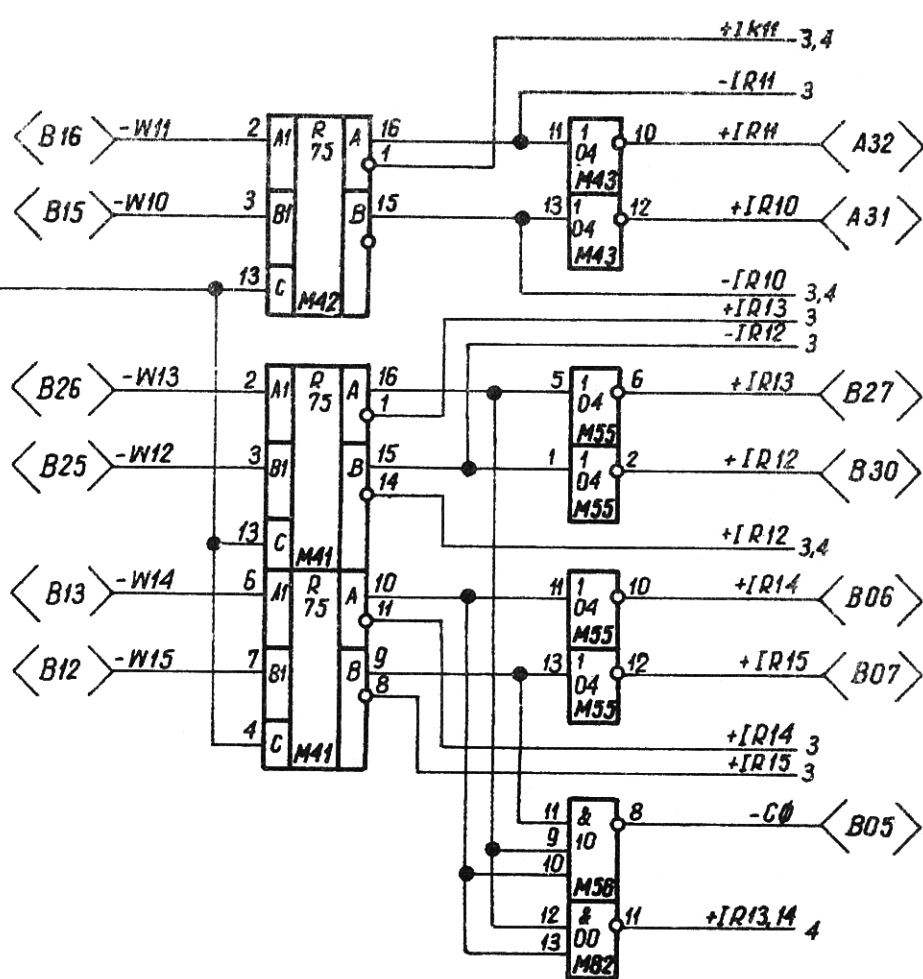 +IR11 3,4
-IR11 3
B16 -W11 2 A1 R 75 A 16 1 11 1 04 M43 10 +IR11 A32
B15 -W10 3 B1 B 15 13 1 04 M43 12 +IR10 A31
13 C M42
-IR10 3,4
+IR13 3
-IR12 3
B26 -W13 2 A1 R 75 A 16 1 5 1 04 M55 6 +IR13 B27
B25 -W12 3 B1 B 15 14 1 1 04 M55 2 +IR12 B30
13 C M41
+IR12 3,4
B13 -W14 6 A1 R 75 A 10 11 11 1 04 M55 10 +IR14 B06
B12 -W15 7 B1 B 9 8 13 1 04 M55 12 +IR15 B07
4 C M41
+IR14 3
+IR15 3
11 9 10 & 10 M56 8 -C0 B05
12 13 & 00 M82 11 +IR13,14 4